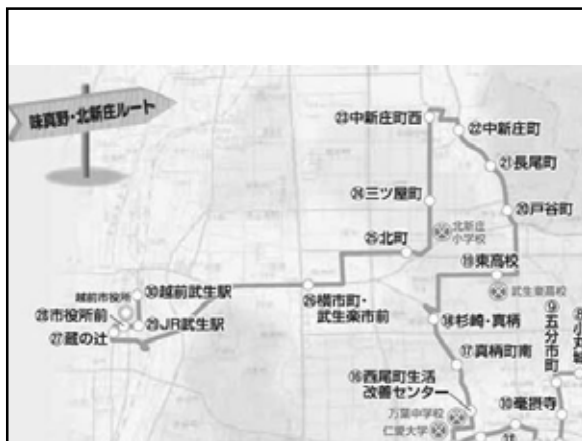 味真野・北新庄ルート
㉓中新庄町西
㉒中新庄町
㉑長尾町
㉔三ツ屋町
⑳戸谷町
北新庄
小学校
㉕北町
⑲東高校
武生東高校
㉚越前武生駅
越前市役所
㉖横市町・
武生楽市前
㉘市役所前
㉙JR武生駅
㉗蔵の辻
⑱杉崎・真柄
⑨五分市町
⑰真柄町南
⑯西尾町生活
改善センター
⑩毫摂寺
万葉中学校
仁愛大学